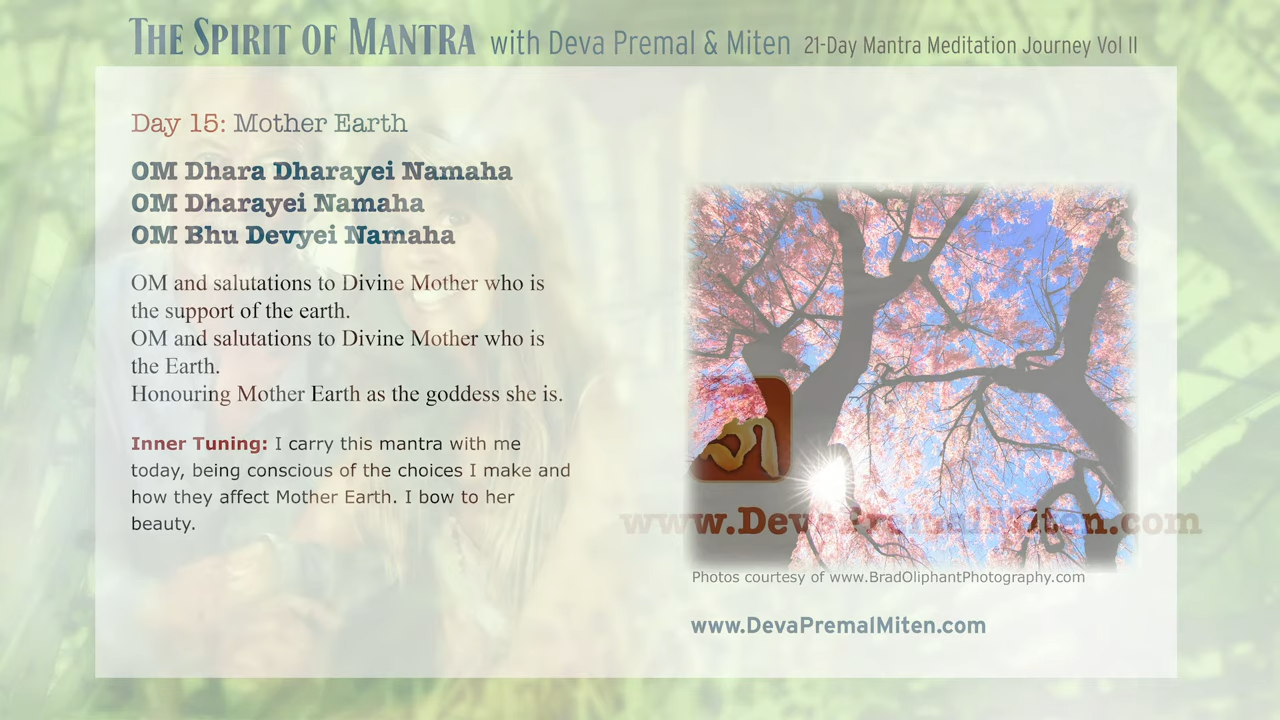 THE SPIRIT OF MANTRA with Deva Premal & Miten 21-Day Mantra Meditation Journey Vol II
Day 15: Mother Earth
OM Dhara Dharayei Namaha
OM Dharayei Namaha
OM Bhu Devyei Namaha
OM and salutations to Divine Mother who is
the support of the earth.
OM and salutations to Divine Mother who is
the Earth.
Honouring Mother Earth as the goddess she is.
Inner Tuning: I carry this mantra with me
today, being conscious of the choices I make and
how they affect Mother Earth. I bow to her
beauty.
www.DevaPremalMiten.com
Photos courtesy of www.BradOliphantPhotography.com
www.DevaPremalMiten.com